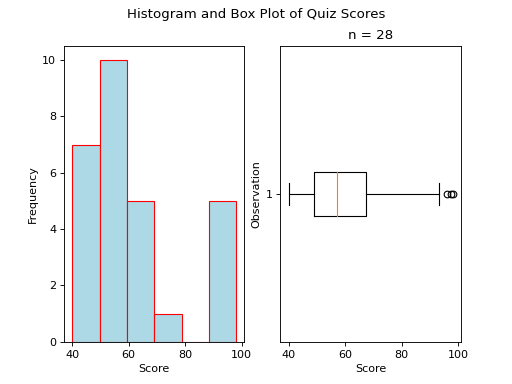 Histogram and Box Plot of Quiz Scores
10
8
6
4
2
0
40 60 80 100
Score
Frequency
n = 28
1
40 60 80 100
Score
Observation